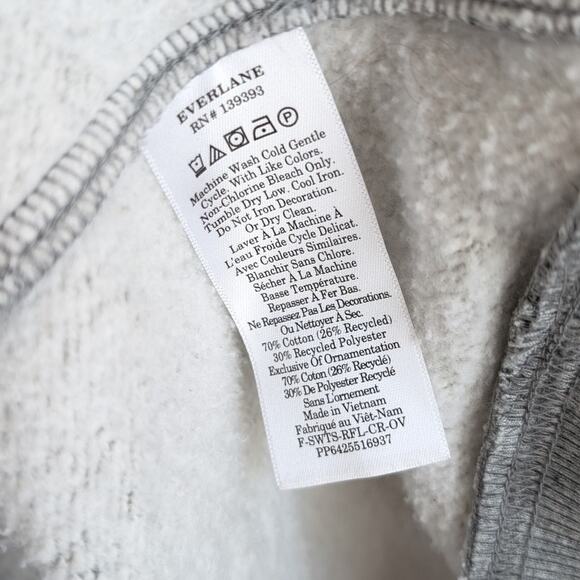 EVERLANE
RN# 139393
Machine Wash Cold Gentle
Cycle. With Like Colors.
Non-Chlorine Bleach Only.
Tumble Dry Low. Cool Iron.
Do Not Iron Decoration.
Or Dry Clean.
Laver À La Machine À
L'eau Froide Cycle Delicat.
Avec Couleurs Similaires.
Blanchir Sans Chlore.
Sécher À La Machine
Basse Température.
Repasser À Fer Bas.
Ne Repassez Pas Les Decorations.
Ou Nettoyer À Sec.
70% Cotton (26% Recycled)
30% Recycled Polyester
Exclusive Of Ornamentation
70% Coton (26% Recyclé)
30% De Polyester Recyclé
Sans L'ornement
Made in Vietnam
Fabriqué au Viêt-Nam
F-SWTS-RFL-CR-OV
PP6425516937